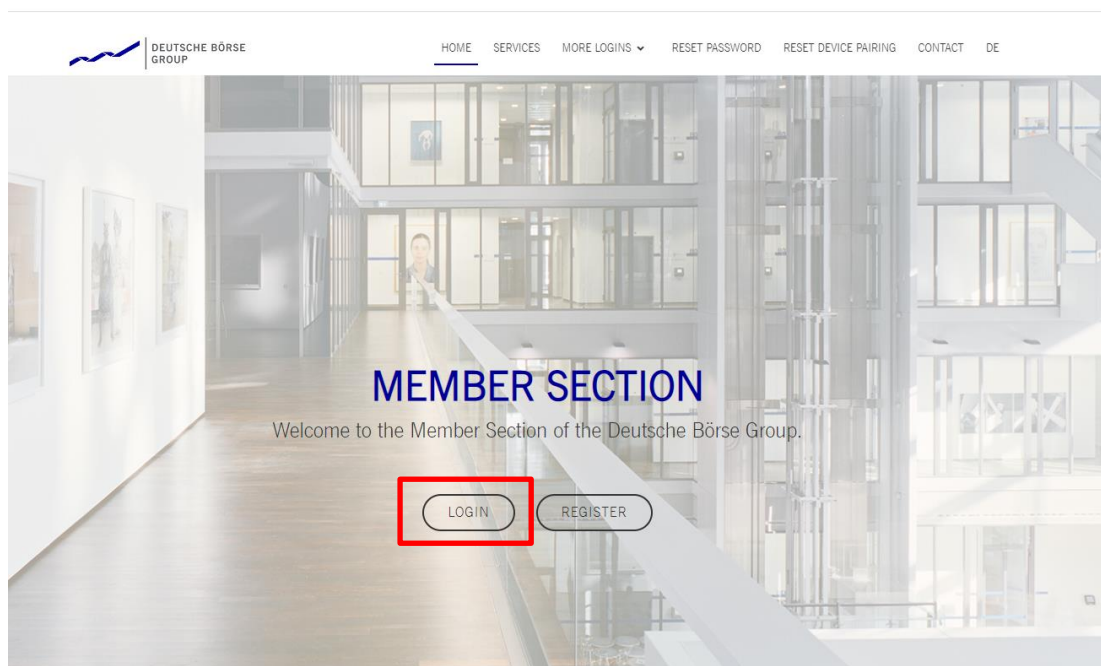 DEUTSCHE BÖRSE
GROUP
HOME SERVICES MORE LOGINS RESET PASSWORD RESET DEVICE PAIRING CONTACT DE
MEMBER SECTION
Welcome to the Member Section of the Deutsche Börse Group.
LOGIN REGISTER